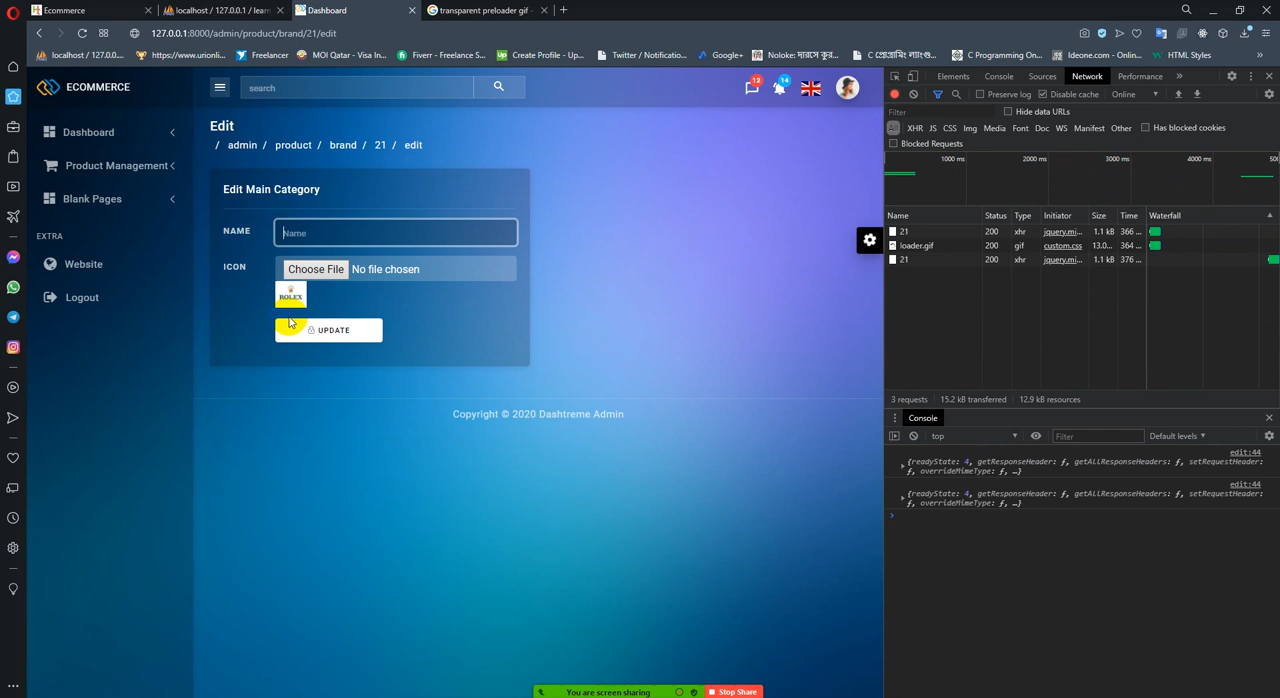 Ecommerce
localhost / 127.0.0.1 / lear
Dashboard
transparent preloader gif -
127.0.0.1:8000/admin/product/brand/21/edit
localhost / 127.0.0....
https://www.urionli...
Freelancer
MOI Qatar - Visa In...
Fiverr - Freelance S...
Create Profile - Up...
Twitter / Notificatio...
Google+
C Programming On...
Ideone.com - Onlin...
HTML Styles
ECOMMERCE
search
12
14
Dashboard
Product Management
Blank Pages
EXTRA
Website
Logout
Edit
/ admin / product / brand / 21 / edit
Edit Main Category
NAME
Name
ICON
Choose File No file chosen
ROLEX
UPDATE
Copyright © 2020 Dashtreme Admin
Elements Console Sources Network Performance
Preserve log Disable cache Online
Filter Hide data URLs
All XHR JS CSS Img Media Font Doc WS Manifest Other Has blocked cookies
Blocked Requests
1000 ms 2000 ms 3000 ms 4000 ms 50
Name Status Type Initiator Size Time Waterfall
21 200 xhr jquery.mi... 1.1 kB 366 ...
loader.gif 200 gif custom.css 13.0... 364 ...
21 200 xhr jquery.mi... 1.1 kB 376 ...
3 requests 15.2 kB transferred 12.9 kB resources
Console
top Filter Default levels
edit:44
{readyState: 4, getResponseHeader: ƒ, getAllResponseHeaders: ƒ, setRequestHeader:
ƒ, overrideMimeType: ƒ, …}
edit:44
{readyState: 4, getResponseHeader: ƒ, getAllResponseHeaders: ƒ, setRequestHeader:
ƒ, overrideMimeType: ƒ, …}
You are screen sharing
Stop Share